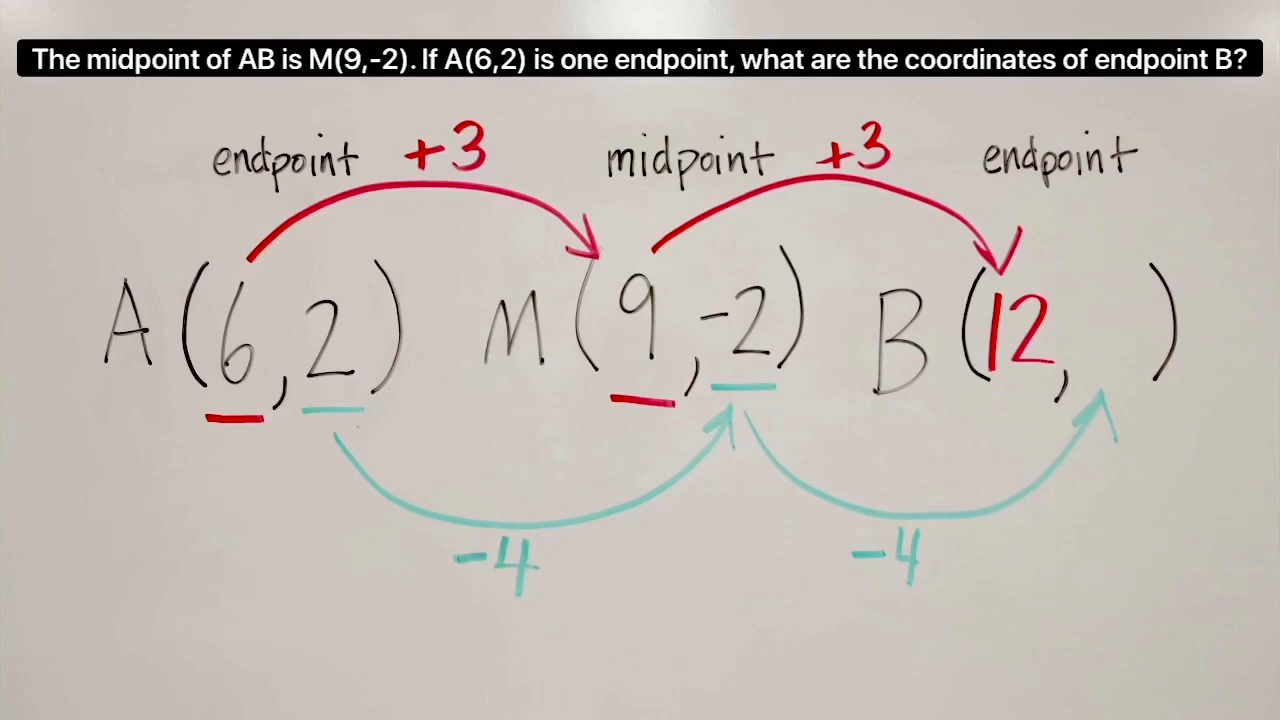 The midpoint of AB is M(9,-2). If A(6,2) is one endpoint, what are the coordinates of endpoint B?
endpoint +3 midpoint +3 endpoint
A(6,2) M(9,-2) B(12, )
-4 -4